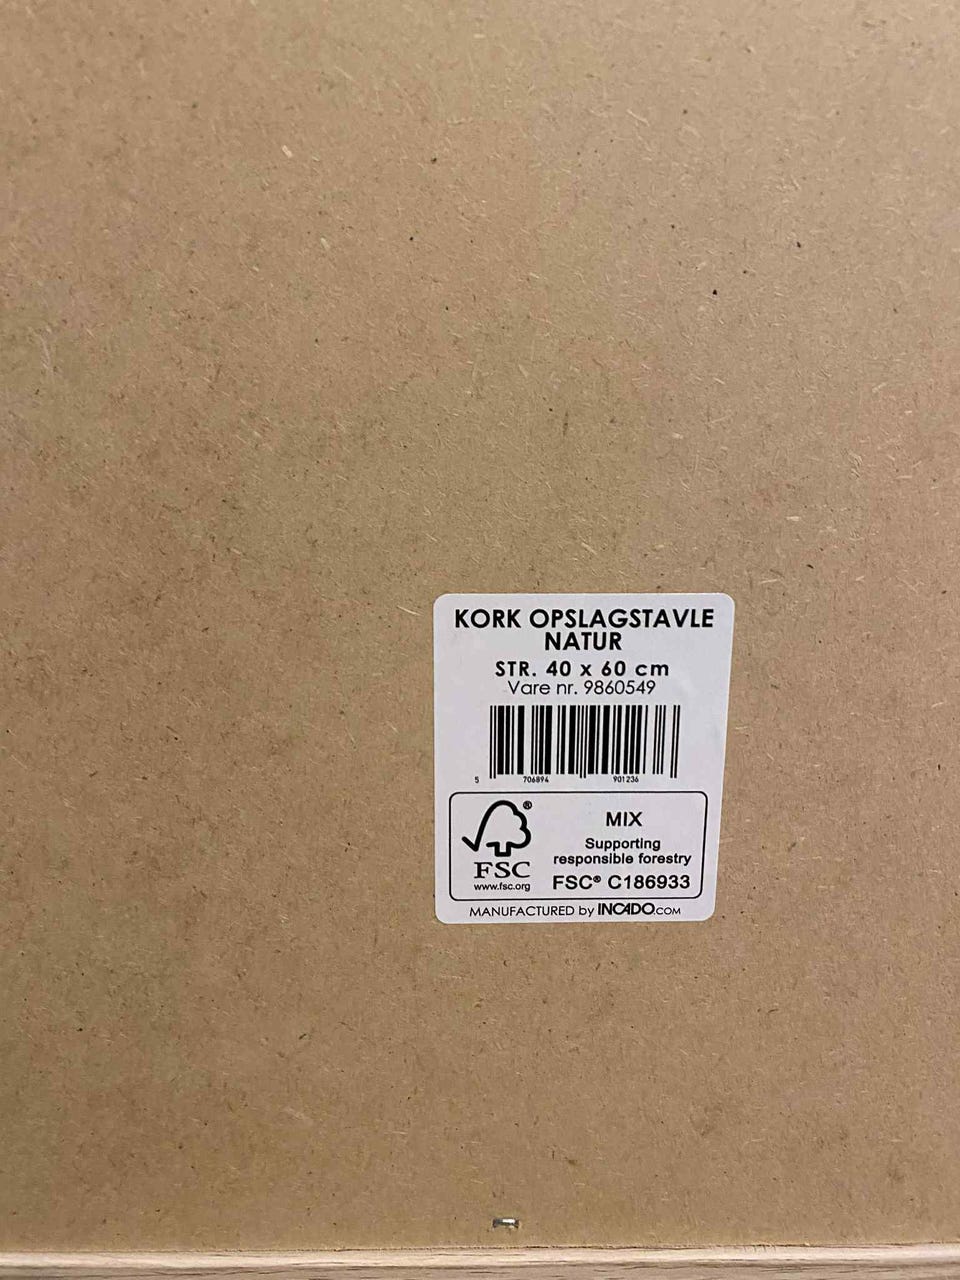 KORK OPSLAGSTAVLE
NATUR
STR. 40 x 60 cm
Vare nr. 9860549
5 706894 901236
FSC®
www.fsc.org
MIX
Supporting
responsible forestry
FSC® C186933
MANUFACTURED by INCADO.COM